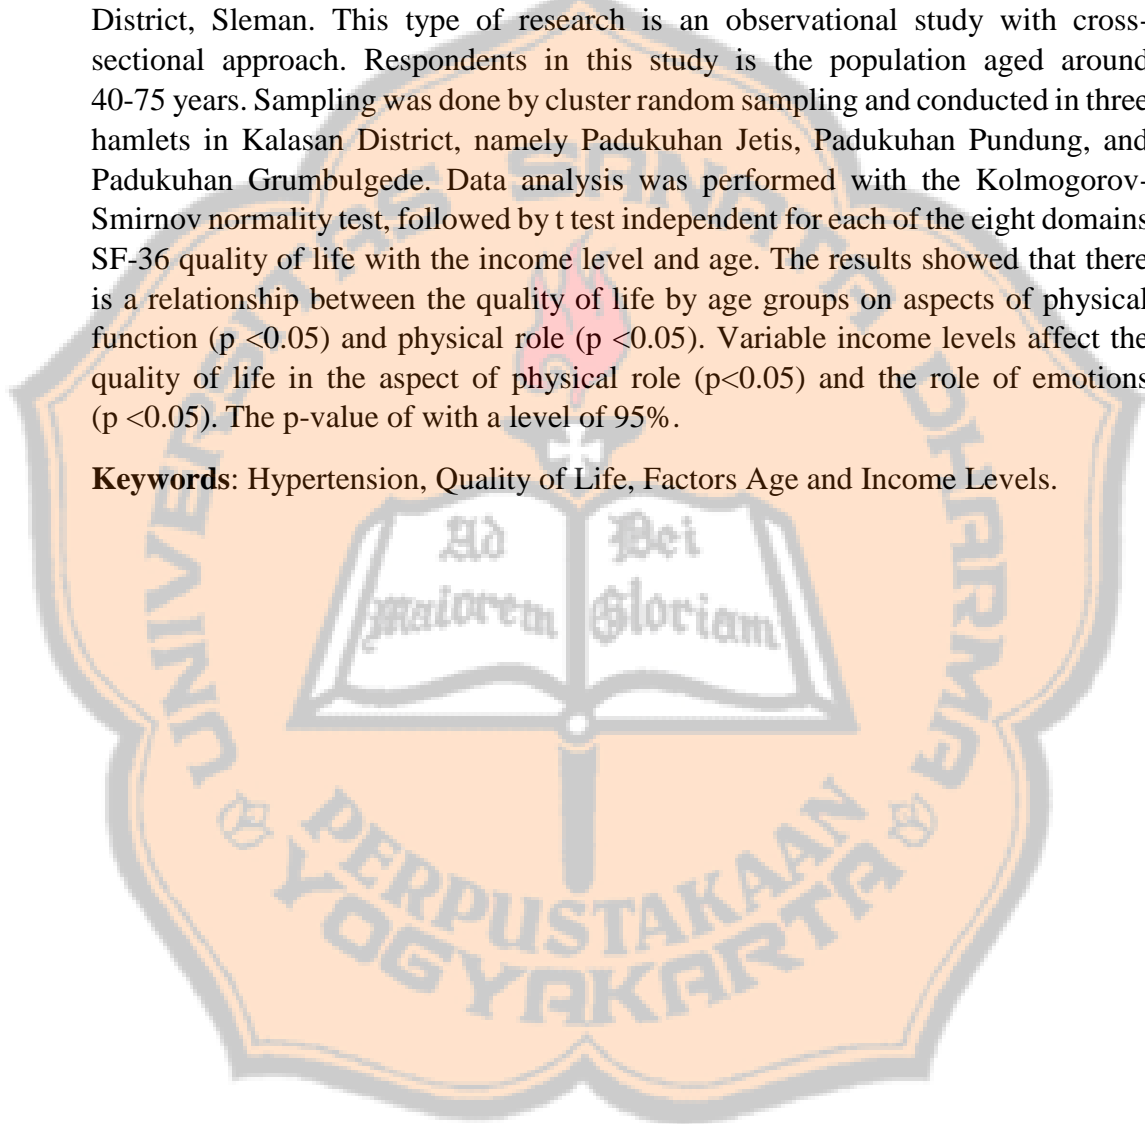 District, Sleman. This type of research is an observational study with cross-
sectional approach. Respondents in this study is the population aged around
40-75 years. Sampling was done by cluster random sampling and conducted in three
hamlets in Kalasan District, namely Padukuhan Jetis, Padukuhan Pundung, and
Padukuhan Grumbulgede. Data analysis was performed with the Kolmogorov-
Smirnov normality test, followed by t test independent for each of the eight domains
SF-36 quality of life with the income level and age. The results showed that there
is a relationship between the quality of life by age groups on aspects of physical
function (p <0.05) and physical role (p <0.05). Variable income levels affect the
quality of life in the aspect of physical role (p<0.05) and the role of emotions
(p <0.05). The p-value of with a level of 95%.
Keywords: Hypertension, Quality of Life, Factors Age and Income Levels.
UNIVERSITAS SANATA DHARMA
Ad Dei
maiorem Gloriam
PERPUSTAKAAN
YOGYAKARTA